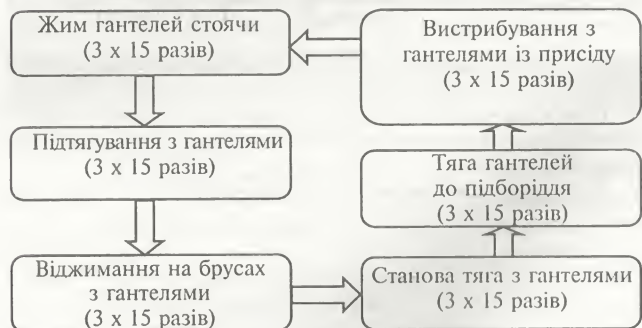 Жим гантелей стоячи
(3 х 15 разів)
Підтягування з гантелями
(3 х 15 разів)
Віджимання на брусах
з гантелями
(3 х 15 разів)
Станова тяга з гантелями
(3 х 15 разів)
Тяга гантелей
до підборіддя
(3 х 15 разів)
Вистрибування з
гантелями із присіду
(3 х 15 разів)